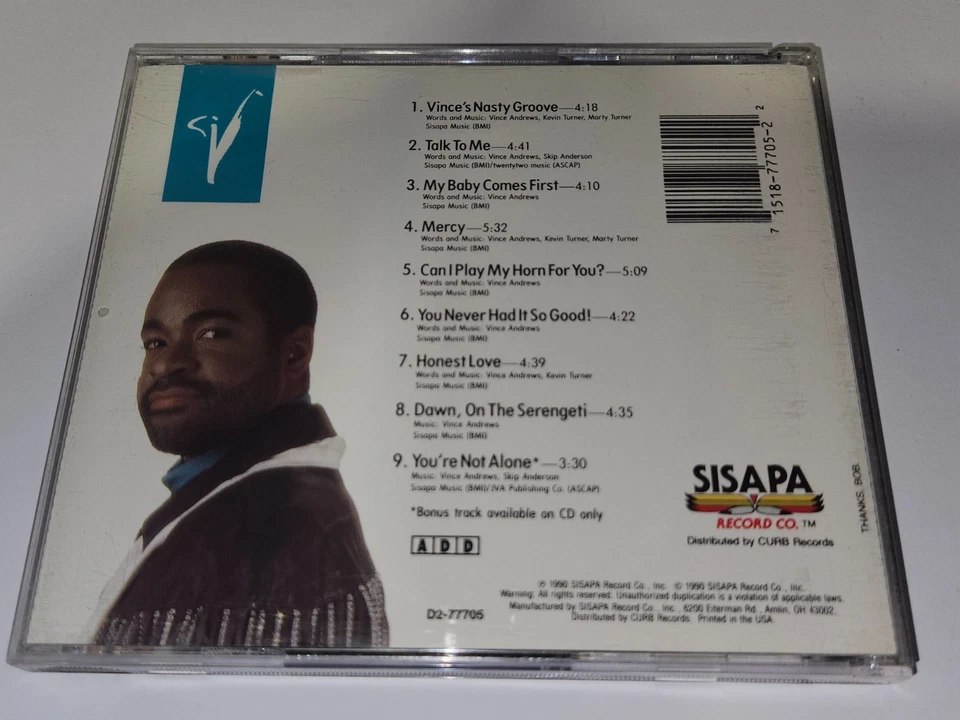 1. Vince's Nasty Groove—4:18
Words and Music: Vince Andrews, Kevin Turner, Marty Turner
Sisapa Music (BMI)
2. Talk To Me—4:41
Words and Music: Vince Andrews, Skip Anderson
Sisapa Music (BMI)/twentytwo music (ASCAP)
3. My Baby Comes First—4:10
Words and Music: Vince Andrews
Sisapa Music (BMI)
4. Mercy—5:32
Words and Music: Vince Andrews, Kevin Turner, Marty Turner
Sisapa Music (BMI)
5. Can I Play My Horn For You?—5:09
Words and Music: Vince Andrews
Sisapa Music (BMI)
6. You Never Had It So Good!—4:22
Words and Music: Vince Andrews
Sisapa Music (BMI)
7. Honest Love—4:39
Words and Music: Vince Andrews, Kevin Turner
Sisapa Music (BMI)
8. Dawn, On The Serengeti—4:35
Music: Vince Andrews
Sisapa Music (BMI)
9. You're Not Alone*—3:30
Music: Vince Andrews, Skip Anderson
Sisapa Music (BMI)/JVA Publishing Co. (ASCAP)
*Bonus track available on CD only
A D D
D2-77705
7 1518-77705-2 2
SISAPA
RECORD CO.™
Distributed by CURB Records
THANKS, BOB.
℗ 1990 SISAPA Record Co., Inc. © 1990 SISAPA Record Co., Inc.
Warning: All rights reserved. Unauthorized duplication is a violation of applicable laws.
Manufactured by SISAPA Record Co., Inc., 6200 Eiterman Rd., Amlin, OH 43002.
Distributed by CURB Records. Printed in the USA.